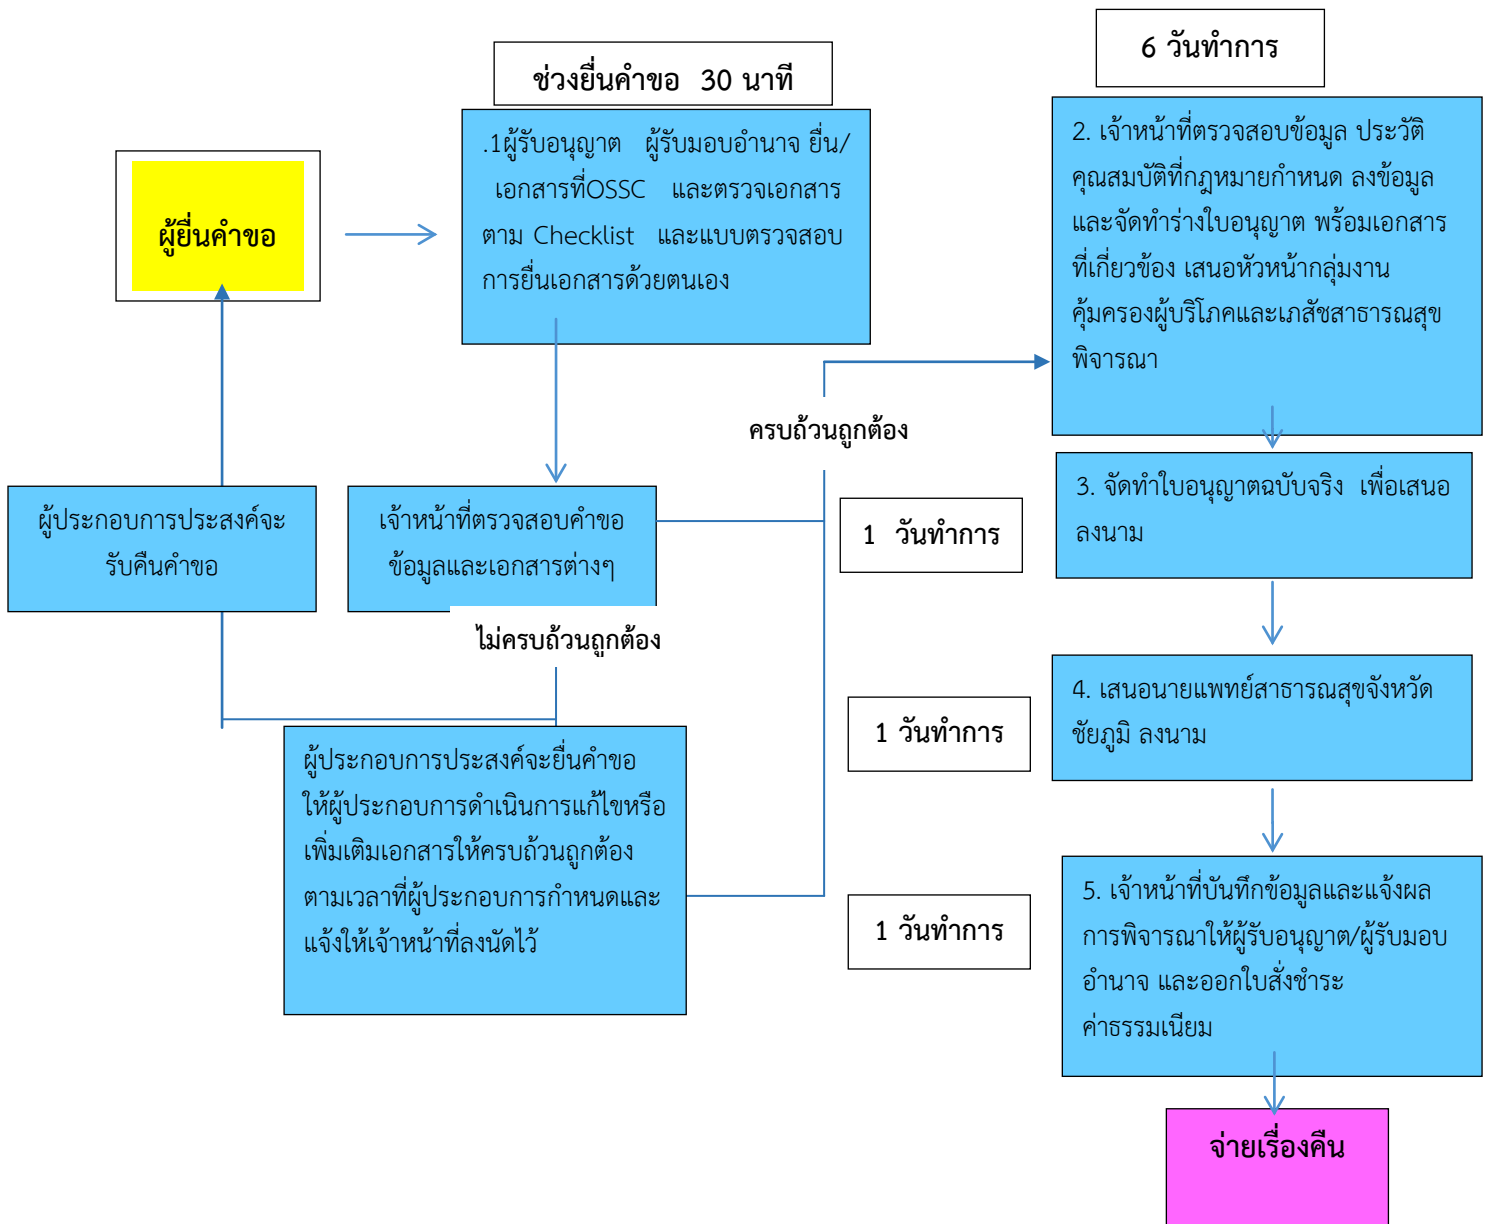 ช่วงยื่นคำขอ 30 นาที
6 วันทำการ
ผู้ยื่นคำขอ
.1ผู้รับอนุญาต ผู้รับมอบอำนาจ ยื่น/
เอกสารที่OSSC และตรวจเอกสาร
ตาม Checklist และแบบตรวจสอบ
การยื่นเอกสารด้วยตนเอง
2. เจ้าหน้าที่ตรวจสอบข้อมูล ประวัติ
คุณสมบัติที่กฎหมายกำหนด ลงข้อมูล
และจัดทำร่างใบอนุญาต พร้อมเอกสาร
ที่เกี่ยวข้อง เสนอหัวหน้ากลุ่มงาน
คุ้มครองผู้บริโภคและเภสัชสาธารณสุข
พิจารณา
ครบถ้วนถูกต้อง
ผู้ประกอบการประสงค์จะ
รับคืนคำขอ
เจ้าหน้าที่ตรวจสอบคำขอ
ข้อมูลและเอกสารต่างๆ
1 วันทำการ
3. จัดทำใบอนุญาตฉบับจริง เพื่อเสนอ
ลงนาม
ไม่ครบถ้วนถูกต้อง
1 วันทำการ
4. เสนอนายแพทย์สาธารณสุขจังหวัด
ชัยภูมิ ลงนาม
ผู้ประกอบการประสงค์จะยื่นคำขอ
ให้ผู้ประกอบการดำเนินการแก้ไขหรือ
เพิ่มเติมเอกสารให้ครบถ้วนถูกต้อง
ตามเวลาที่ผู้ประกอบการกำหนดและ
แจ้งให้เจ้าหน้าที่ลงนัดไว้
1 วันทำการ
5. เจ้าหน้าที่บันทึกข้อมูลและแจ้งผล
การพิจารณาให้ผู้รับอนุญาต/ผู้รับมอบ
อำนาจ และออกใบสั่งชำระ
ค่าธรรมเนียม
จ่ายเรื่องคืน